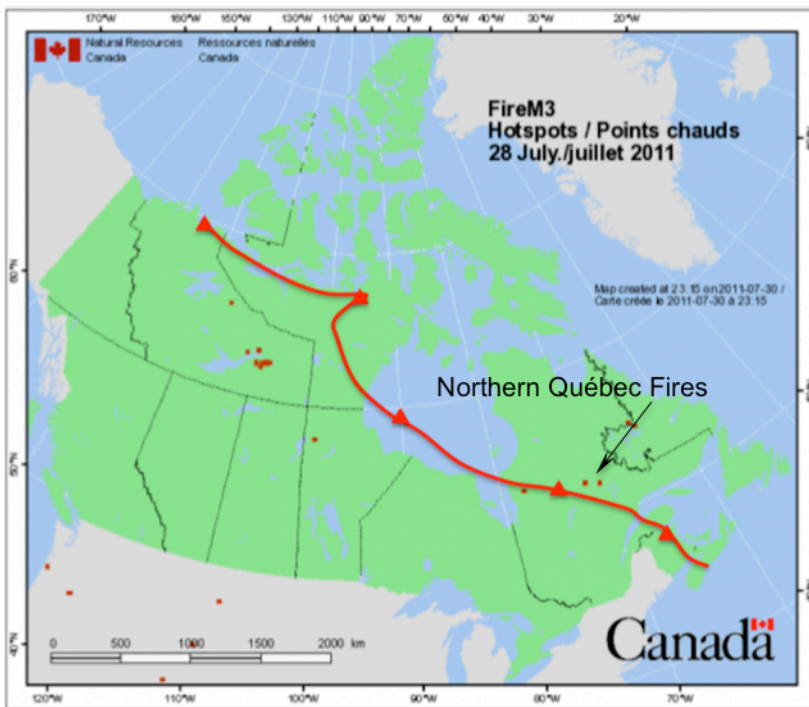 170°W 160°W 150°W 140°W 130°W 120°W 110°W 100°W 90°W 80°W 70°W 60°W 50°W 40°W 30°W 20°W
Natural Resources Ressources naturelles
Canada Canada
FireM3
Hotspots / Points chauds
28 July./juillet 2011
60°N
Map created at 23:15 on 2011-07-30 /
Carte créée le 2011-07-30 à 23:15
Northern Québec Fires
50°N
Canada
0 500 1000 1500 2000 km
40°N
120°W 110°W 100°W 90°W 80°W 70°W